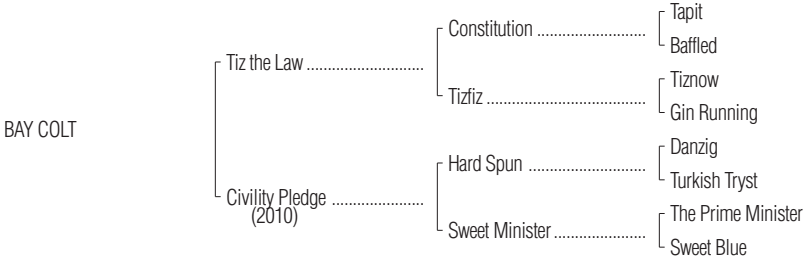 Tapit
Constitution ..........................
Baffled
Tiz the Law ............................
Tiznow
Tizfiz ......................................
Gin Running
BAY COLT
Danzig
Hard Spun ............................
Turkish Tryst
Civility Pledge ......................
(2010)
The Prime Minister
Sweet Minister ......................
Sweet Blue